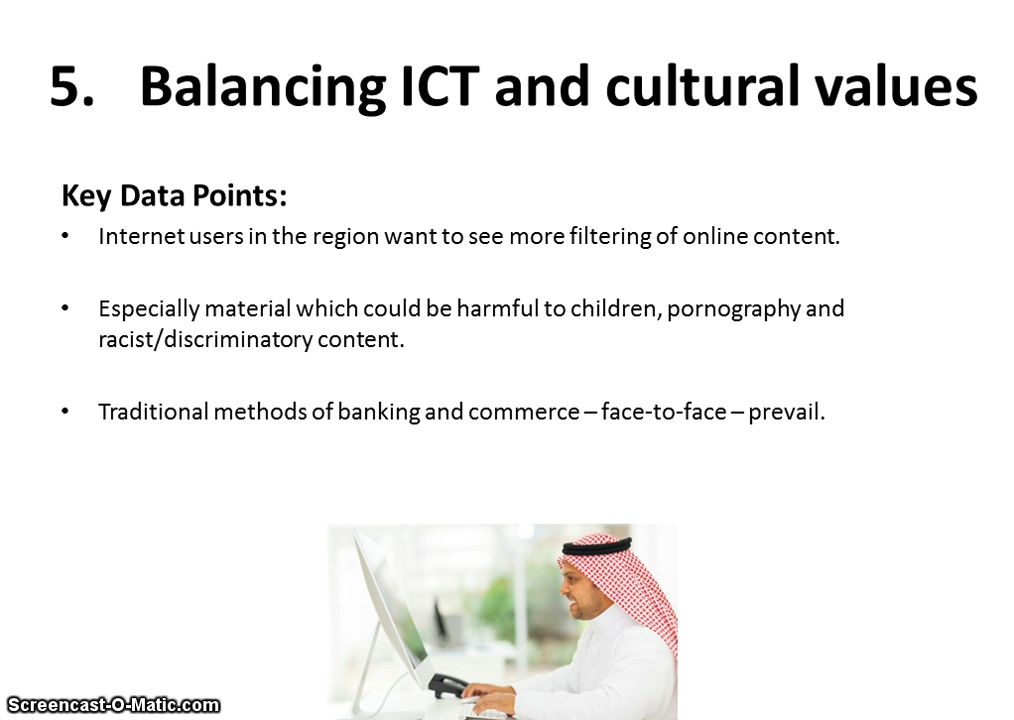 5. Balancing ICT and cultural values
Key Data Points:
• Internet users in the region want to see more filtering of online content.
• Especially material which could be harmful to children, pornography and
racist/discriminatory content.
• Traditional methods of banking and commerce – face-to-face – prevail.
Screencast-O-Matic.com